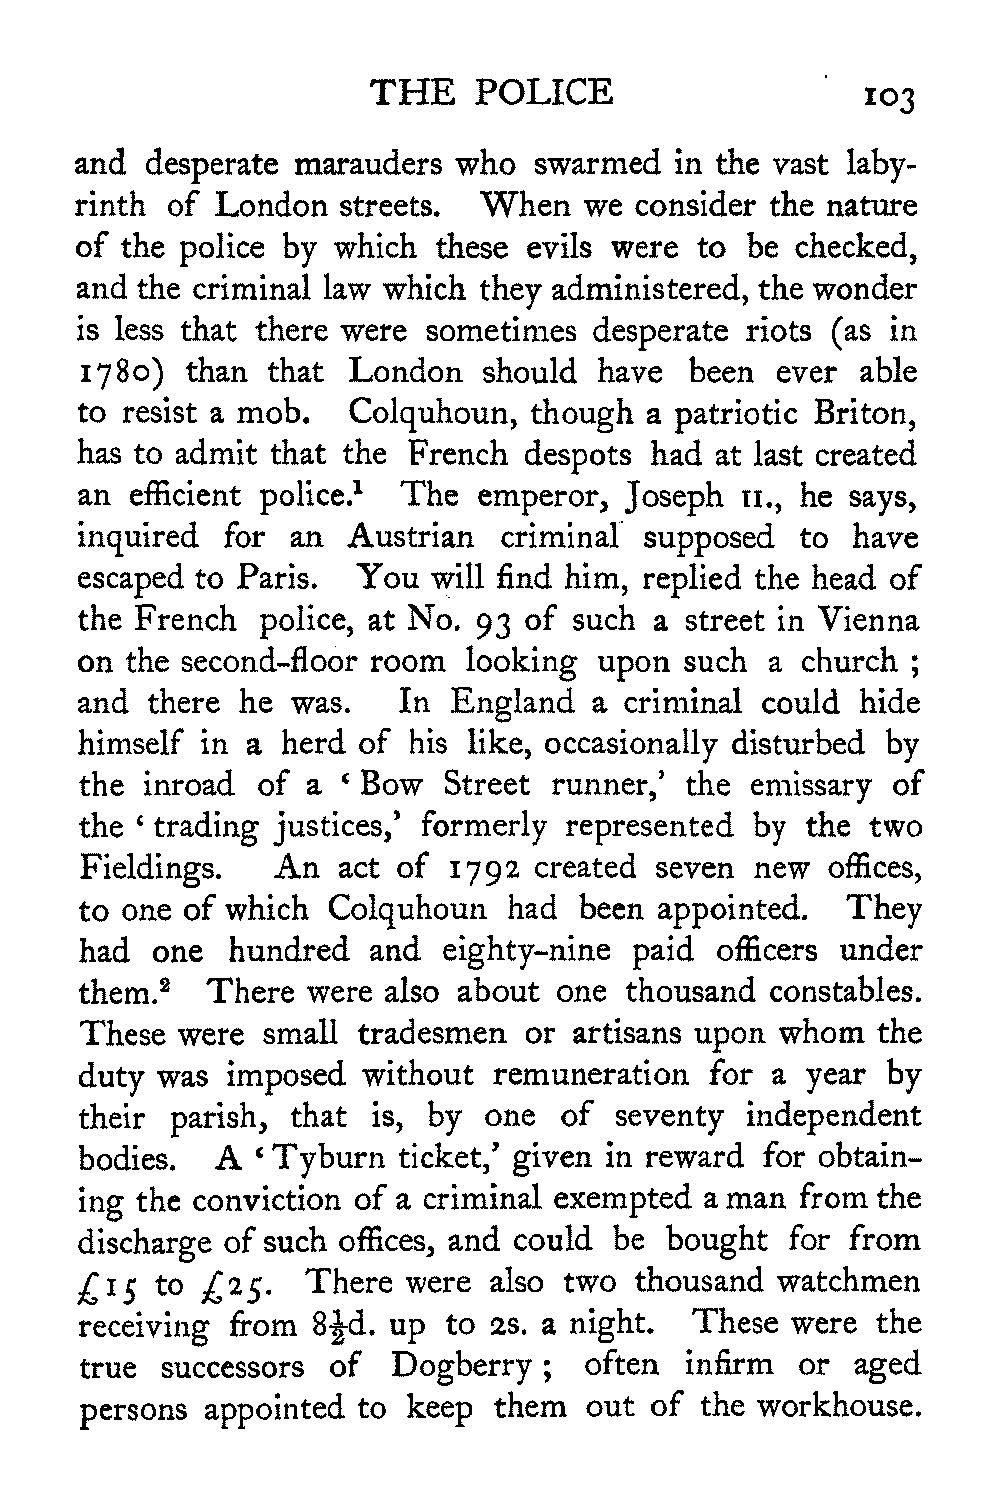 THE POLICE 103
and desperate marauders who swarmed in the vast laby-
rinth of London streets. When we consider the nature
of the police by which these evils were to be checked,
and the criminal law which they administered, the wonder
is less that there were sometimes desperate riots (as in
1780) than that London should have been ever able
to resist a mob. Colquhoun, though a patriotic Briton,
has to admit that the French despots had at last created
an efficient police.¹ The emperor, Joseph II., he says,
inquired for an Austrian criminal supposed to have
escaped to Paris. You will find him, replied the head of
the French police, at No. 93 of such a street in Vienna
on the second-floor room looking upon such a church ;
and there he was. In England a criminal could hide
himself in a herd of his like, occasionally disturbed by
the inroad of a ‘ Bow Street runner,’ the emissary of
the ‘ trading justices,’ formerly represented by the two
Fieldings. An act of 1792 created seven new offices,
to one of which Colquhoun had been appointed. They
had one hundred and eighty-nine paid officers under
them.² There were also about one thousand constables.
These were small tradesmen or artisans upon whom the
duty was imposed without remuneration for a year by
their parish, that is, by one of seventy independent
bodies. A ‘ Tyburn ticket,’ given in reward for obtain-
ing the conviction of a criminal exempted a man from the
discharge of such offices, and could be bought for from
£15 to £25. There were also two thousand watchmen
receiving from 8½d. up to 2s. a night. These were the
true successors of Dogberry ; often infirm or aged
persons appointed to keep them out of the workhouse.